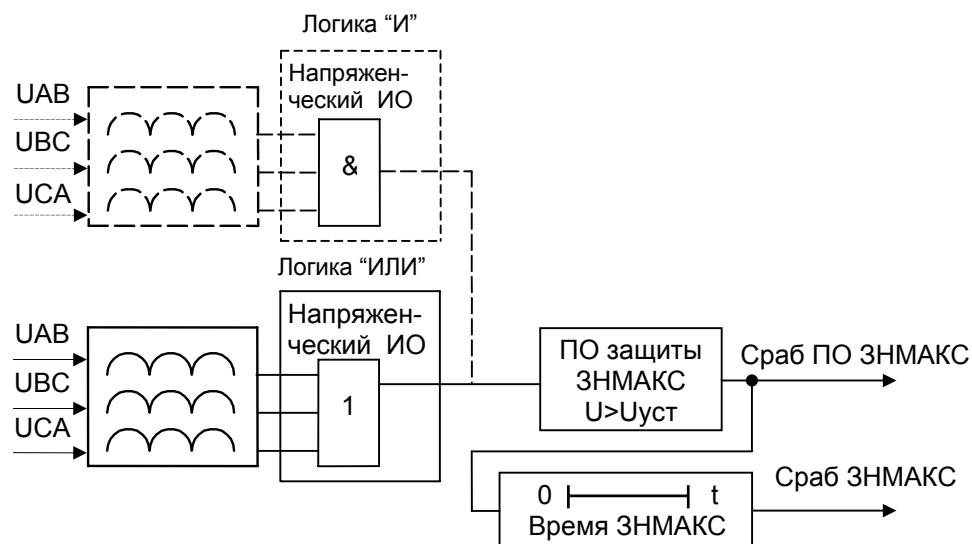 Логика “И”
Напряжен-
ческий ИО
UAB
UBC
UCA
&
Логика “ИЛИ”
Напряжен-
ческий ИО
UAB
UBC
UCA
1
ПО защиты
ЗНМАКС
U>Uуст
Сраб ПО ЗНМАКС
0 t
Время ЗНМАКС
Сраб ЗНМАКС